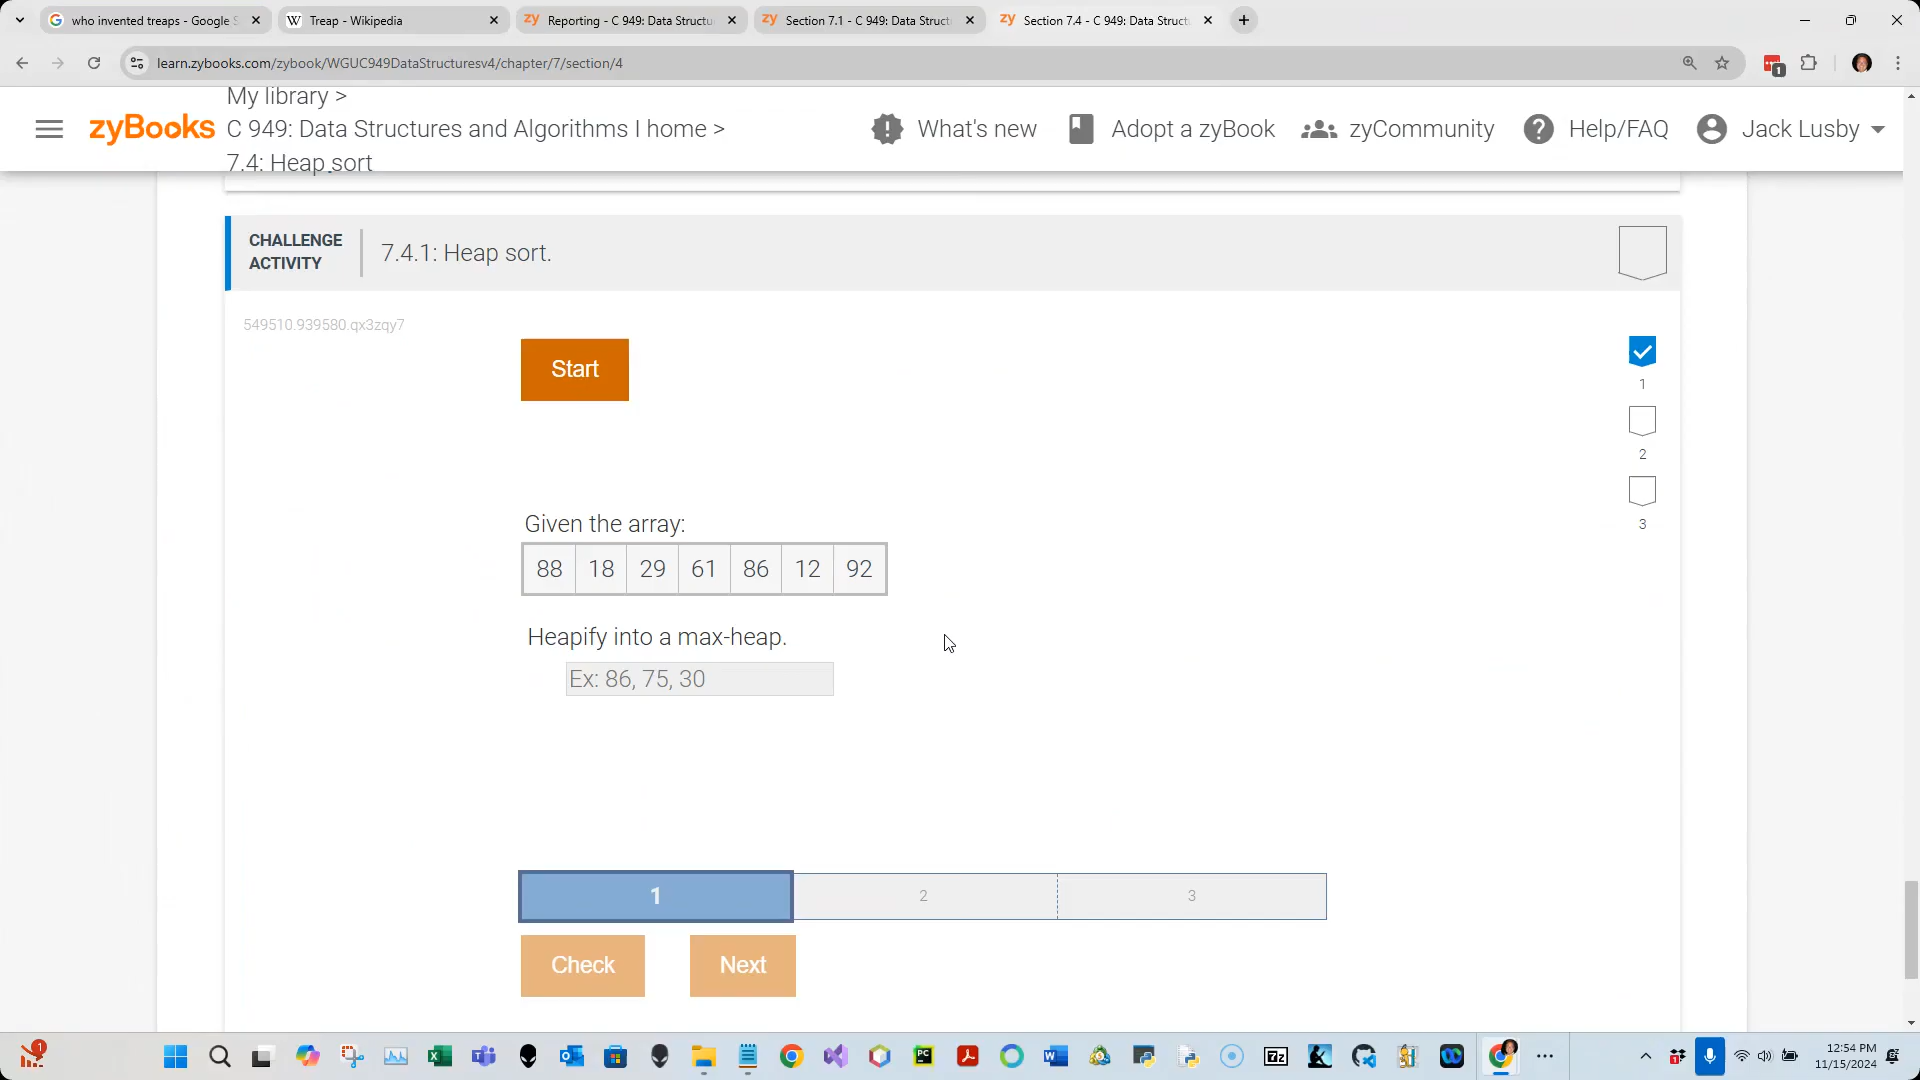 who invented treaps - Google S
Treap - Wikipedia
Reporting - C 949: Data Structu
Section 7.1 - C 949: Data Struct
Section 7.4 - C 949: Data Struct
learn.zybooks.com/zybook/WGUC949DataStructuresv4/chapter/7/section/4
My library >
zyBooks
C 949: Data Structures and Algorithms I home >
7.4: Heap sort
What's new
Adopt a zyBook
zyCommunity
Help/FAQ
Jack Lusby
CHALLENGE
ACTIVITY
7.4.1: Heap sort.
549510.939580.qx3zqy7
Start
1
2
3
Given the array:
88 18 29 61 86 12 92
Heapify into a max-heap.
Ex: 86, 75, 30
1 2 3
Check Next
12:54 PM
11/15/2024